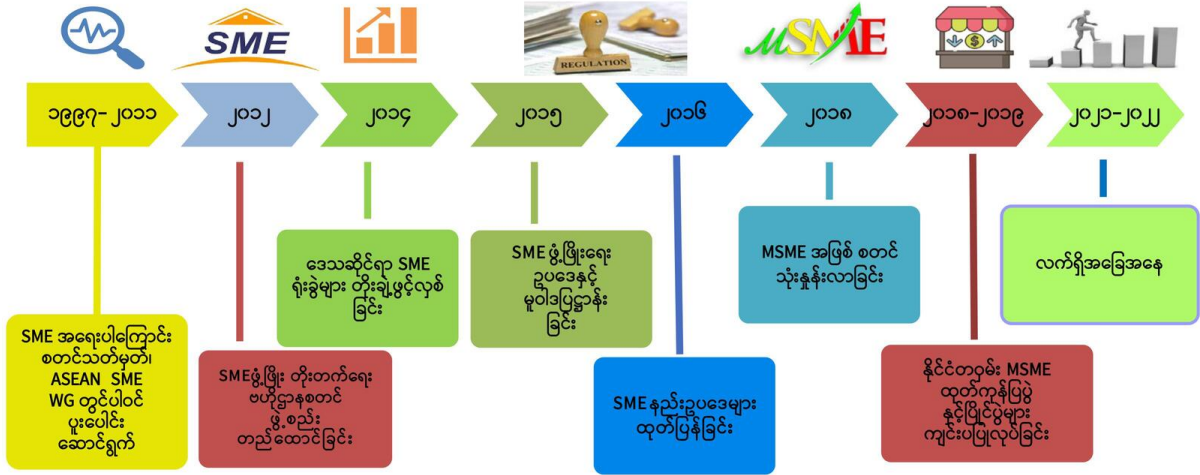 SME
REGULATION
MSME
၁၉၉၇-၂၀၁၁
၂၀၁၂
၂၀၁၄
၂၀၁၅
၂၀၁၆
၂၀၁၈
၂၀၁၈-၂၀၁၉
၂၀၂၁-၂၀၂၂
SME အရေးပါကြောင်း
စတင်သတ်မှတ်၊
ASEAN SME
WG တွင်ပါဝင်
ပူးပေါင်း
ဆောင်ရွက်
SMEဖွံ့ဖြိုး တိုးတက်ရေး
ဗဟိုဌာနစတင်
ဖွဲ့စည်း
တည်ထောင်ခြင်း
ဒေသဆိုင်ရာ SME
ရုံးခွဲများ တိုးချဲ့ဖွင့်လှစ်
ခြင်း
SME ဖွံ့ဖြိုးရေး
ဥပဒေနှင့်
မူဝါဒပြဋ္ဌာန်း
ခြင်း
SME နည်းဥပဒေများ
ထုတ်ပြန်ခြင်း
MSME အဖြစ် စတင်
သုံးနှုန်းလာခြင်း
နိုင်ငံတဝှမ်း MSME
ထုတ်ကုန်ပြပွဲ
နှင့်ပြိုင်ပွဲများ
ကျင်းပပြုလုပ်ခြင်း
လက်ရှိအခြေအနေ